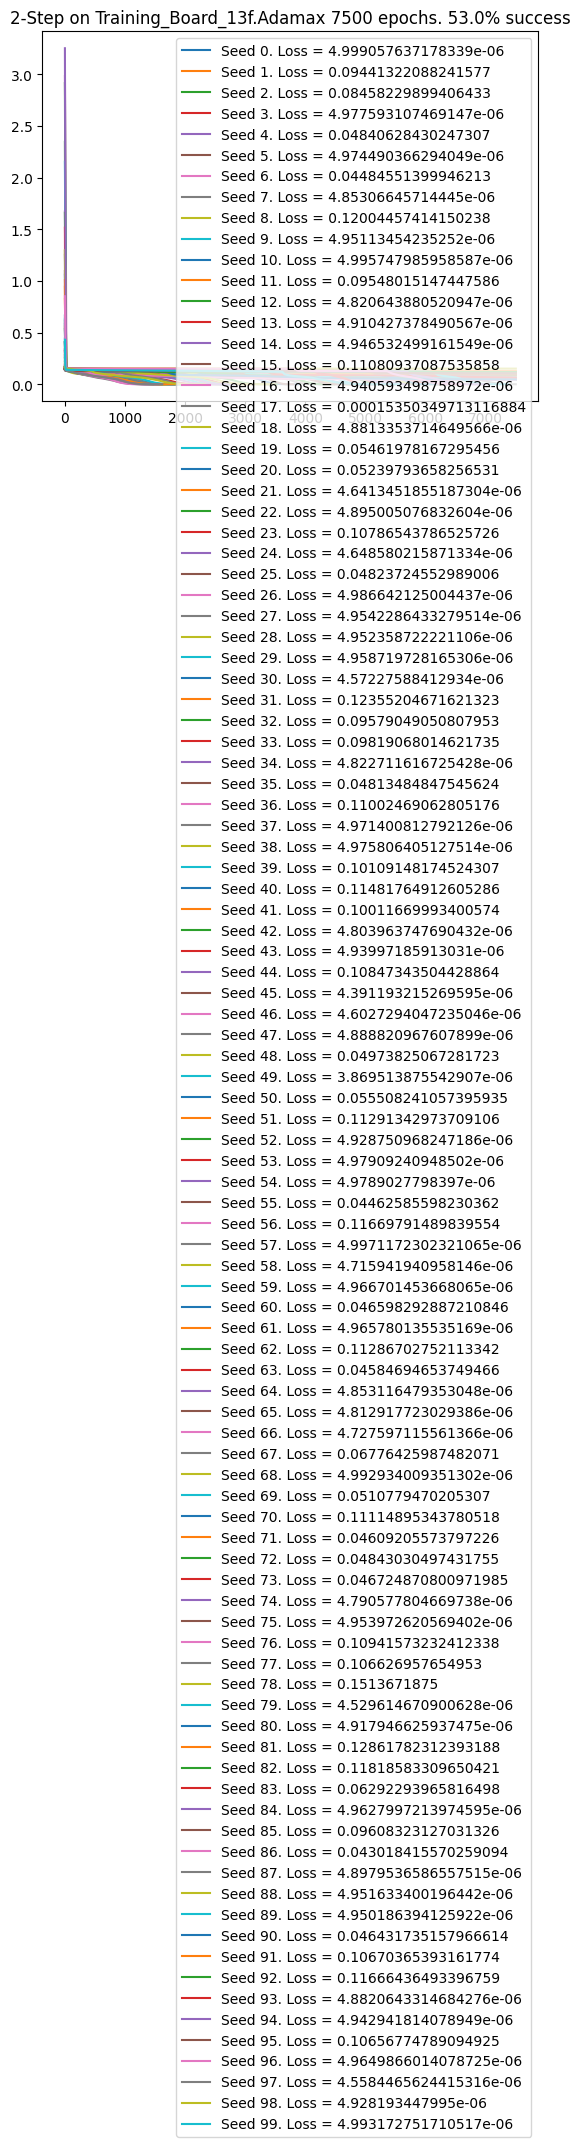 2-Step on Training_Board_13f.Adamax 7500 epochs. 53.0% success
3.0
2.5
2.0
1.5
1.0
0.5
0.0
0
1000
2000
3000
4000
5000
6000
7000
Seed 0. Loss = 4.999057637178339e-06
Seed 1. Loss = 0.09441322088241577
Seed 2. Loss = 0.08458229899406433
Seed 3. Loss = 4.977593107469147e-06
Seed 4. Loss = 0.04840628430247307
Seed 5. Loss = 4.974490366294049e-06
Seed 6. Loss = 0.04484551399946213
Seed 7. Loss = 4.85306645714445e-06
Seed 8. Loss = 0.12004457414150238
Seed 9. Loss = 4.95113454235252e-06
Seed 10. Loss = 4.995747985958587e-06
Seed 11. Loss = 0.09548015147447586
Seed 12. Loss = 4.820643880520947e-06
Seed 13. Loss = 4.910427378490567e-06
Seed 14. Loss = 4.946532499161549e-06
Seed 15. Loss = 0.11080937087535858
Seed 16. Loss = 4.940593498758972e-06
Seed 17. Loss = 0.00015350349713116884
Seed 18. Loss = 4.8813353714649566e-06
Seed 19. Loss = 0.05461978167295456
Seed 20. Loss = 0.05239793658256531
Seed 21. Loss = 4.6413451855187304e-06
Seed 22. Loss = 4.895005076832604e-06
Seed 23. Loss = 0.10786543786525726
Seed 24. Loss = 4.648580215871334e-06
Seed 25. Loss = 0.04823724552989006
Seed 26. Loss = 4.986642125004437e-06
Seed 27. Loss = 4.9542286433279514e-06
Seed 28. Loss = 4.952358722221106e-06
Seed 29. Loss = 4.958719728165306e-06
Seed 30. Loss = 4.57227588412934e-06
Seed 31. Loss = 0.12355204671621323
Seed 32. Loss = 0.09579049050807953
Seed 33. Loss = 0.09819068014621735
Seed 34. Loss = 4.822711616725428e-06
Seed 35. Loss = 0.04813484847545624
Seed 36. Loss = 0.11002469062805176
Seed 37. Loss = 4.971400812792126e-06
Seed 38. Loss = 4.975806405127514e-06
Seed 39. Loss = 0.10109148174524307
Seed 40. Loss = 0.11481764912605286
Seed 41. Loss = 0.10011669993400574
Seed 42. Loss = 4.803963747690432e-06
Seed 43. Loss = 4.93997185913031e-06
Seed 44. Loss = 0.10847343504428864
Seed 45. Loss = 4.391193215269595e-06
Seed 46. Loss = 4.6027294047235046e-06
Seed 47. Loss = 4.888820967607899e-06
Seed 48. Loss = 0.04973825067281723
Seed 49. Loss = 3.869513875542907e-06
Seed 50. Loss = 0.055508241057395935
Seed 51. Loss = 0.11291342973709106
Seed 52. Loss = 4.928750968247186e-06
Seed 53. Loss = 4.97909240948502e-06
Seed 54. Loss = 4.9789027798397e-06
Seed 55. Loss = 0.04462585598230362
Seed 56. Loss = 0.11669791489839554
Seed 57. Loss = 4.9971172302321065e-06
Seed 58. Loss = 4.715941940958146e-06
Seed 59. Loss = 4.966701453668065e-06
Seed 60. Loss = 0.046598292887210846
Seed 61. Loss = 4.965780135535169e-06
Seed 62. Loss = 0.11286702752113342
Seed 63. Loss = 0.04584694653749466
Seed 64. Loss = 4.853116479353048e-06
Seed 65. Loss = 4.812917723029386e-06
Seed 66. Loss = 4.727597115561366e-06
Seed 67. Loss = 0.06776425987482071
Seed 68. Loss = 4.992934009351302e-06
Seed 69. Loss = 0.0510779470205307
Seed 70. Loss = 0.11114895343780518
Seed 71. Loss = 0.04609205573797226
Seed 72. Loss = 0.04843030497431755
Seed 73. Loss = 0.046724870800971985
Seed 74. Loss = 4.790577804669738e-06
Seed 75. Loss = 4.953972620569402e-06
Seed 76. Loss = 0.10941573232412338
Seed 77. Loss = 0.106626957654953
Seed 78. Loss = 0.1513671875
Seed 79. Loss = 4.529614670900628e-06
Seed 80. Loss = 4.917946625937475e-06
Seed 81. Loss = 0.12861782312393188
Seed 82. Loss = 0.11818583309650421
Seed 83. Loss = 0.06292293965816498
Seed 84. Loss = 4.9627997213974595e-06
Seed 85. Loss = 0.09608323127031326
Seed 86. Loss = 0.043018415570259094
Seed 87. Loss = 4.8979536586557515e-06
Seed 88. Loss = 4.951633400196442e-06
Seed 89. Loss = 4.950186394125922e-06
Seed 90. Loss = 0.046431735157966614
Seed 91. Loss = 0.10670365393161774
Seed 92. Loss = 0.11666436493396759
Seed 93. Loss = 4.8820643314684276e-06
Seed 94. Loss = 4.942941814078949e-06
Seed 95. Loss = 0.10656774789094925
Seed 96. Loss = 4.9649866014078725e-06
Seed 97. Loss = 4.5584465624415316e-06
Seed 98. Loss = 4.928193447995e-06
Seed 99. Loss = 4.993172751710517e-06